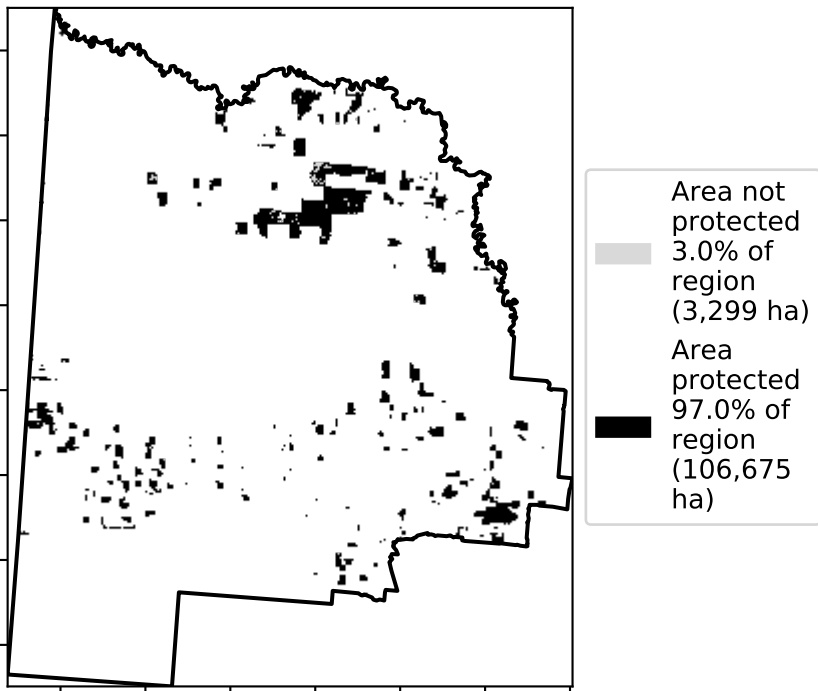 Area not
protected
3.0% of
region
(3,299 ha)
Area
protected
97.0% of
region
(106,675
ha)